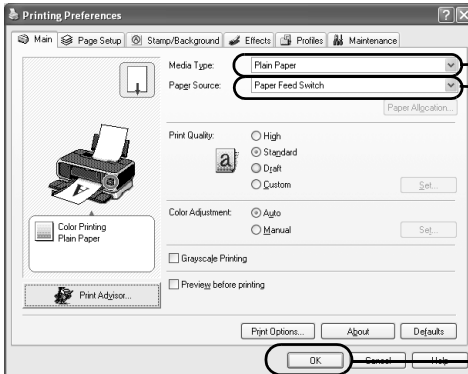 Printing Preferences
Main Page Setup Stamp/Background Effects Profiles Maintenance
Media Type: Plain Paper
Paper Source: Paper Feed Switch
Paper Allocation...
Print Quality: High
Standard
Draft
Custom Set...
Color Adjustment: Auto
Manual Set...
Color Printing
Plain Paper
Grayscale Printing
Preview before printing
Print Advisor...
Print Options... About Defaults
OK Cancel Help